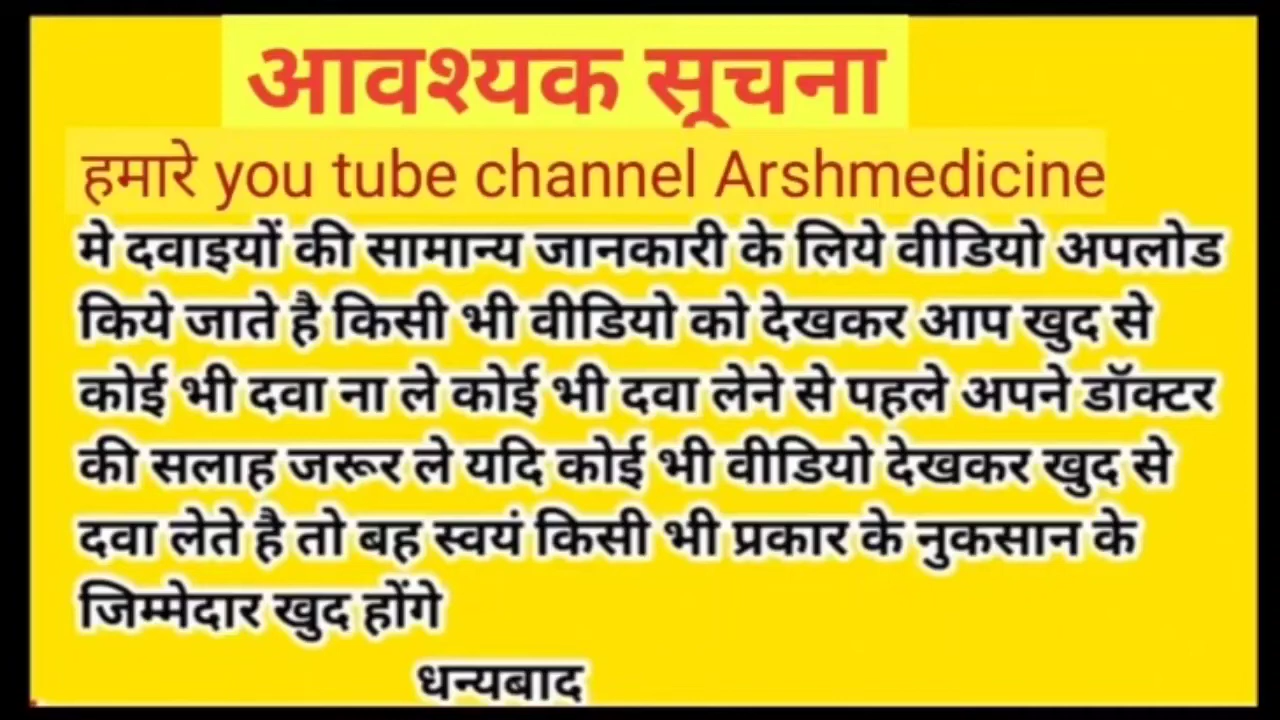 आवश्यक सूचना
हमारे you tube channel Arshmedicine
मे दवाइयों की सामान्य जानकारी के लिये वीडियो अपलोड
किये जाते है किसी भी वीडियो को देखकर आप खुद से
कोई भी दवा ना ले कोई भी दवा लेने से पहले अपने डॉक्टर
की सलाह जरूर ले यदि कोई भी वीडियो देखकर खुद से
दवा लेते है तो बह स्वयं किसी भी प्रकार के नुकसान के
जिम्मेदार खुद होंगे
धन्यबाद